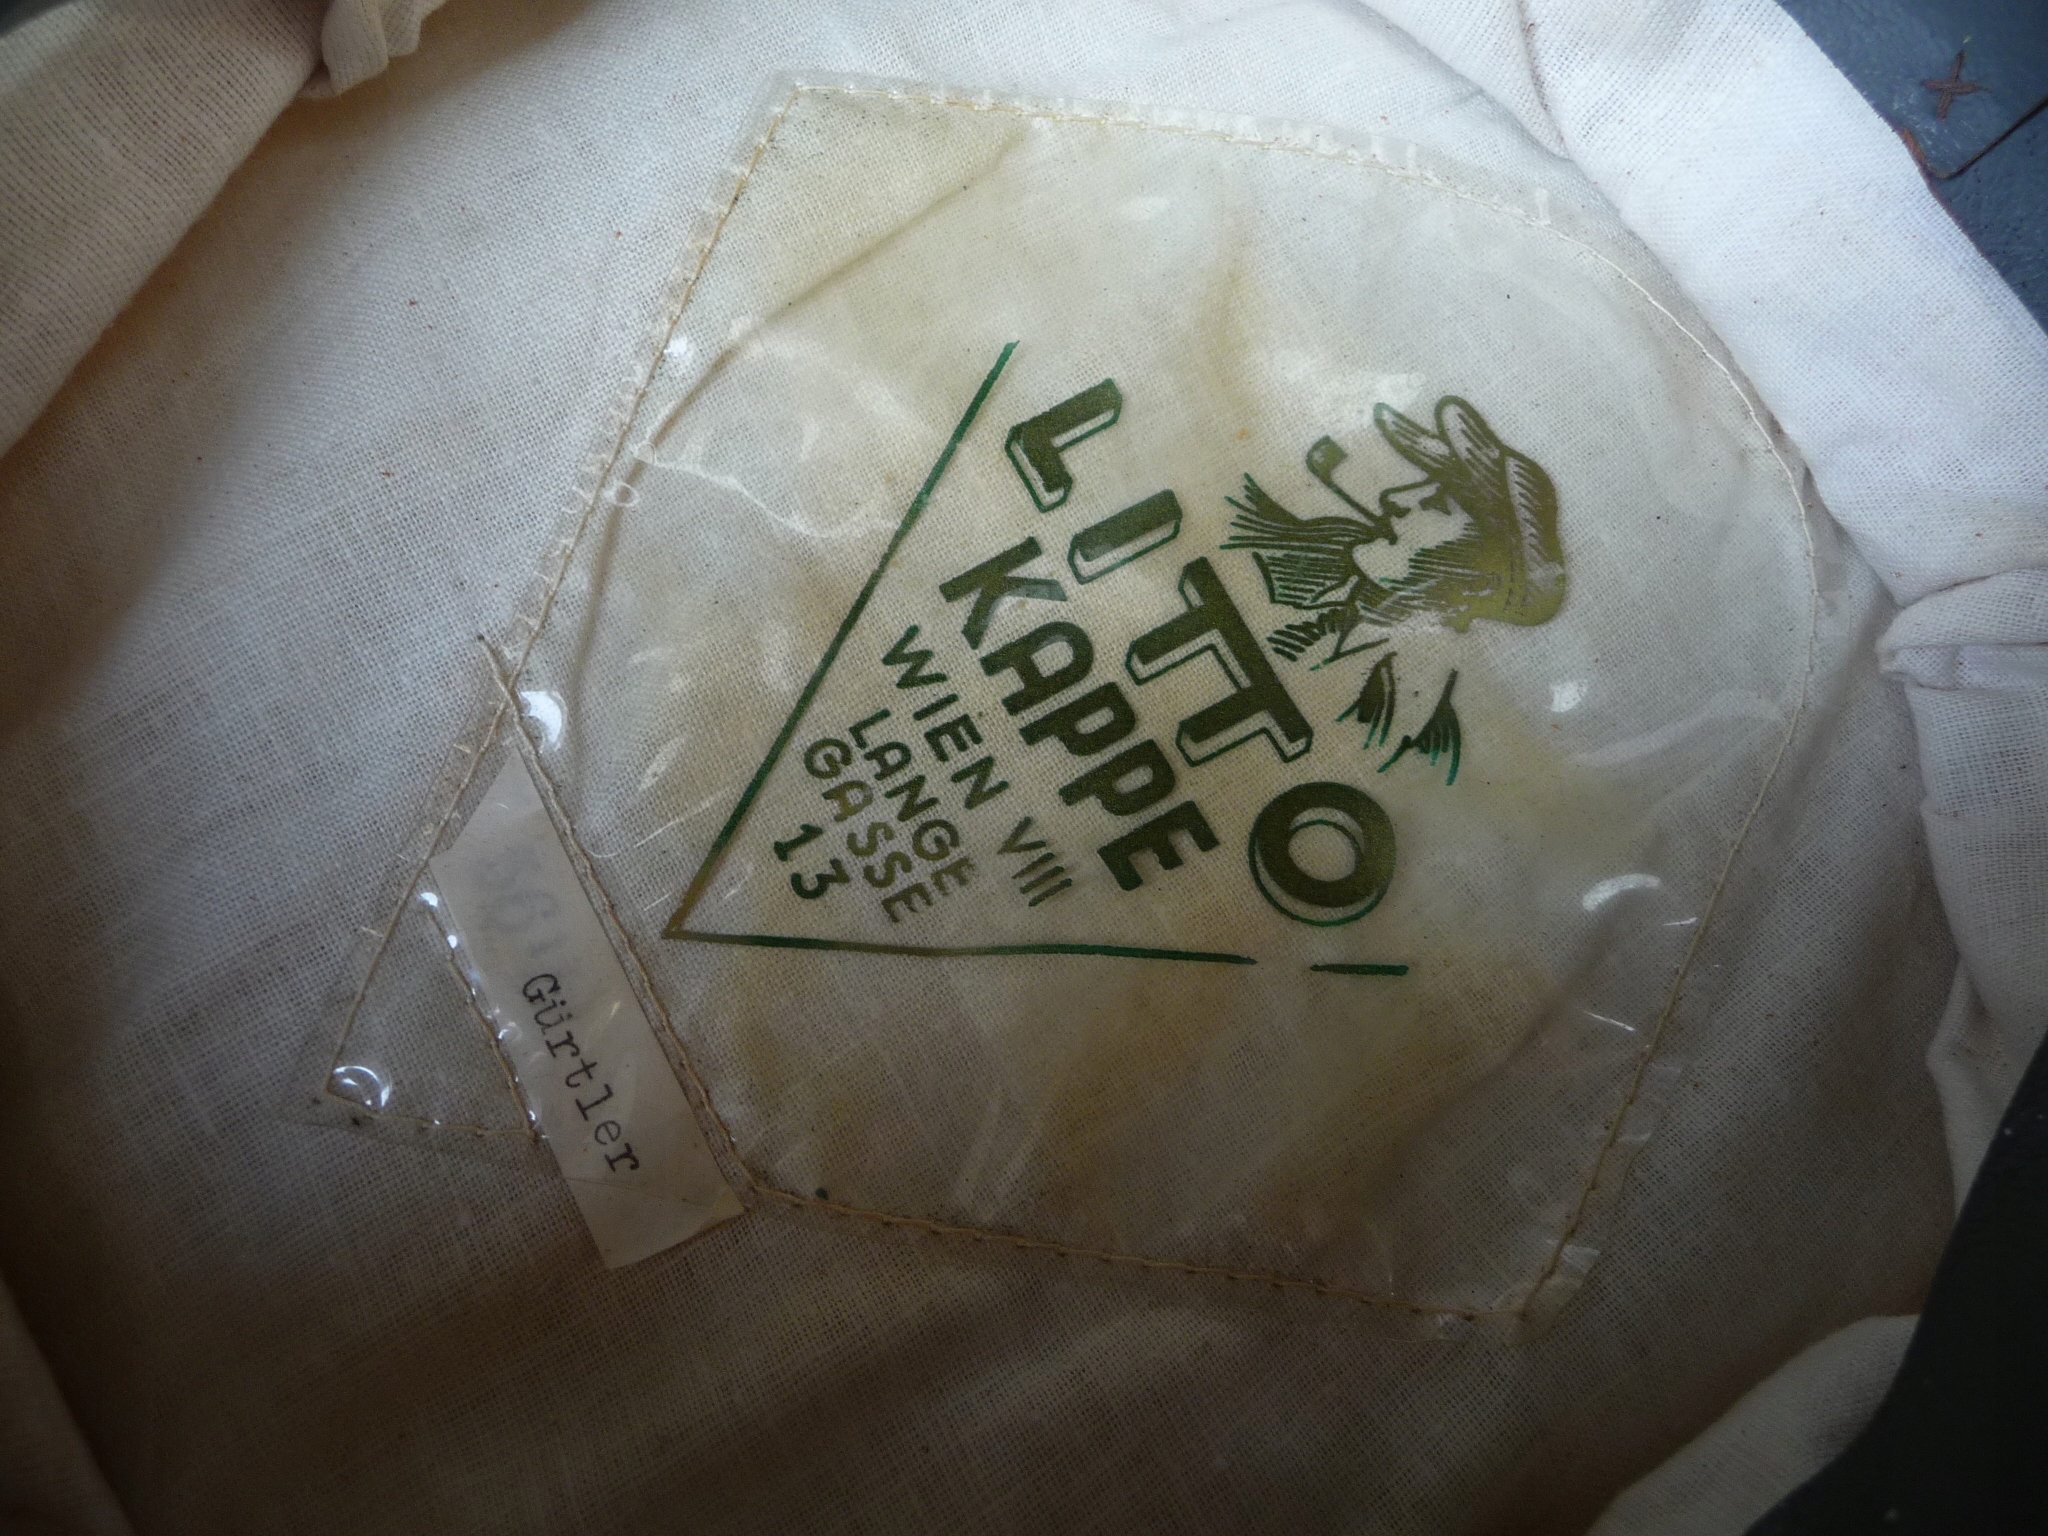 LITTO
KAPPE
WIEN VIII
LANGE
GASSE
13
Gürtler